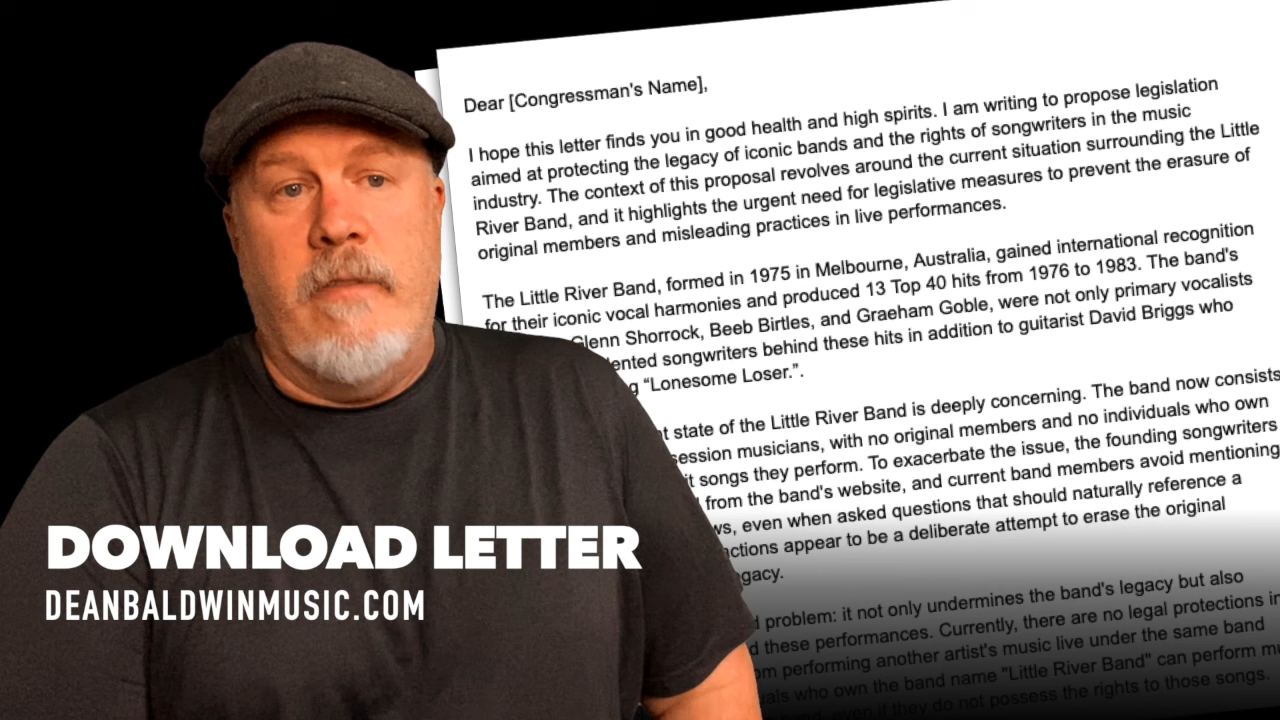 Dear [Congressman's Name],
I hope this letter finds you in good health and high spirits. I am writing to propose legislation
aimed at protecting the legacy of iconic bands and the rights of songwriters in the music
industry. The context of this proposal revolves around the current situation surrounding the Little
River Band, and it highlights the urgent need for legislative measures to prevent the erasure of
original members and misleading practices in live performances.
The Little River Band, formed in 1975 in Melbourne, Australia, gained international recognition
for their iconic vocal harmonies and produced 13 Top 40 hits from 1976 to 1983. The band's
Glenn Shorrock, Beeb Birtles, and Graeham Goble, were not only primary vocalists
songwriters behind these hits in addition to guitarist David Briggs who
“Lonesome Loser.”.
state of the Little River Band is deeply concerning. The band now consists
session musicians, with no original members and no individuals who own
songs they perform. To exacerbate the issue, the founding songwriters
from the band's website, and current band members avoid mentioning
even when asked questions that should naturally reference a
appear to be a deliberate attempt to erase the original
problem: it not only undermines the band's legacy but also
these performances. Currently, there are no legal protections in
performing another artist's music live under the same band
who own the band name "Little River Band" can perform
even if they do not possess the rights to those songs.
DOWNLOAD LETTER
DEANBALDWINMUSIC.COM